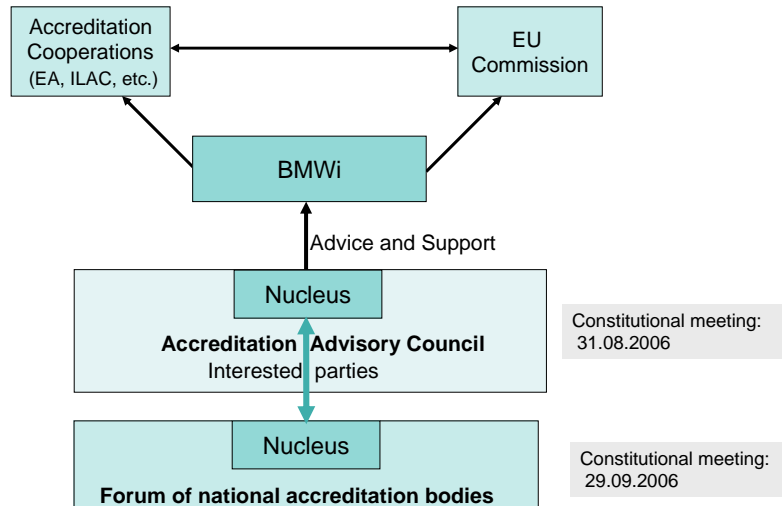 Accreditation
Cooperations
(EA, ILAC, etc.)
EU
Commission
BMWi
Advice and Support
Nucleus
Accreditation Advisory Council
Interested parties
Constitutional meeting:
31.08.2006
Nucleus
Forum of national accreditation bodies
Constitutional meeting:
29.09.2006